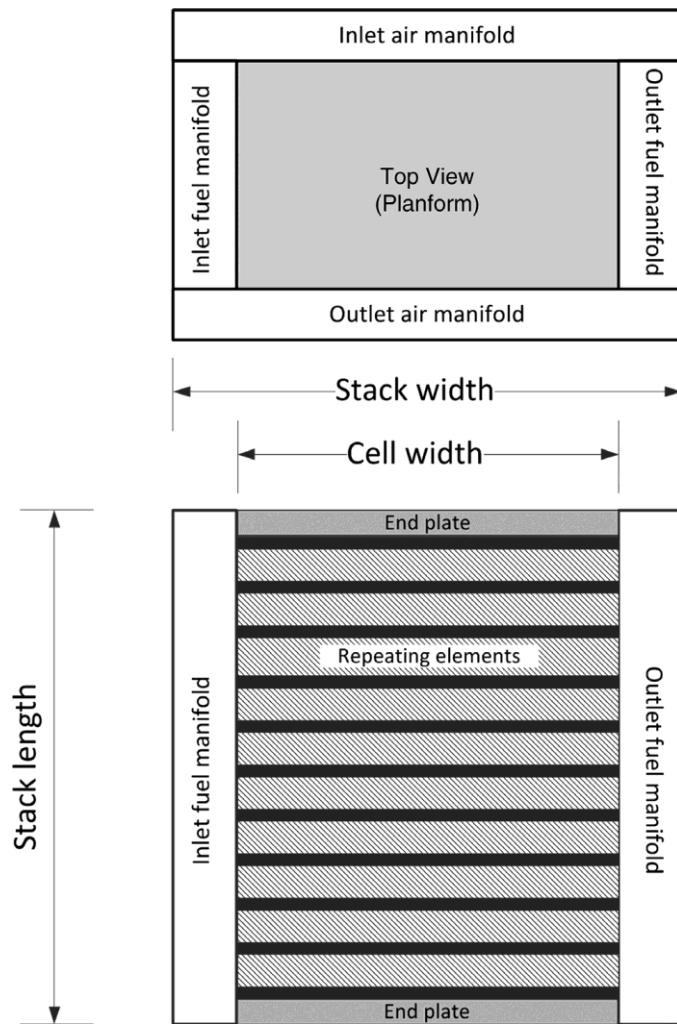 Inlet air manifold
Inlet fuel manifold
Top View
(Planform)
Outlet fuel manifold
Outlet air manifold
Stack width
Cell width
End plate
Stack length
Inlet fuel manifold
Repeating elements
Outlet fuel manifold
End plate